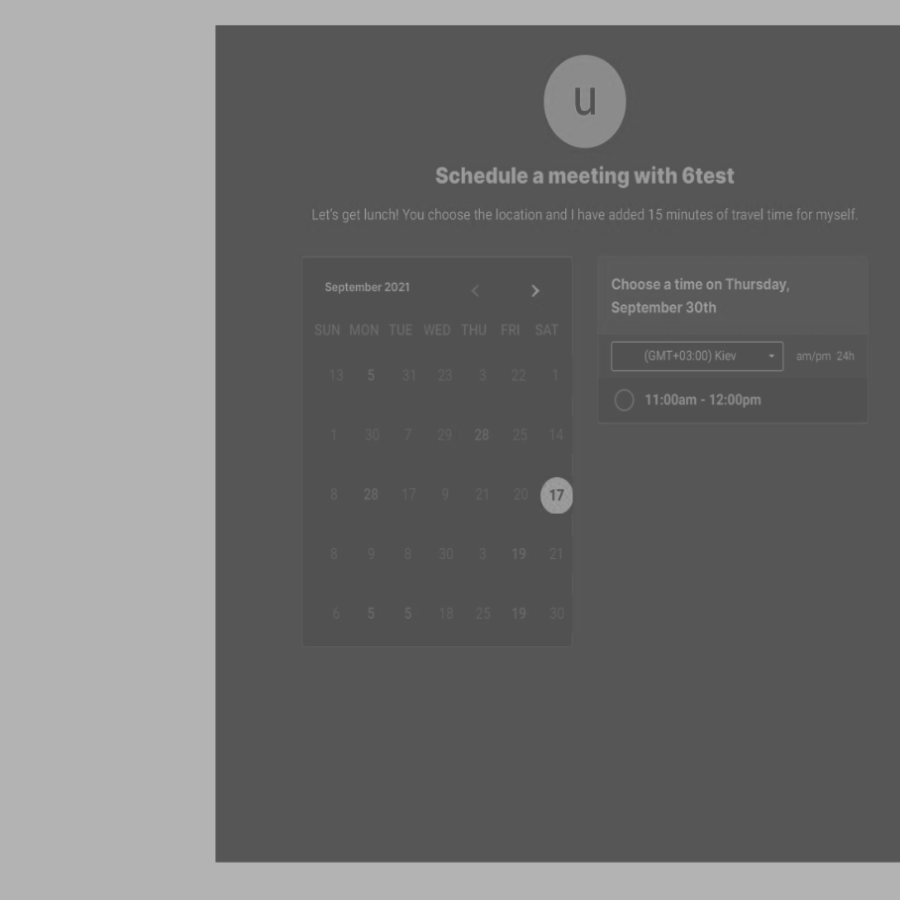 u
Schedule a meeting with 6test
Let's get lunch! You choose the location and I have added 15 minutes of travel time for myself.
September 2021
SUN MON TUE WED THU FRI SAT
13 5 31 23 3 22 1
1 30 7 29 28 25 14
8 28 17 9 21 20 17
8 9 8 30 3 19 21
6 5 5 18 25 19 30
Choose a time on Thursday,
September 30th
(GMT+03:00) Kiev am/pm 24h
11:00am - 12:00pm